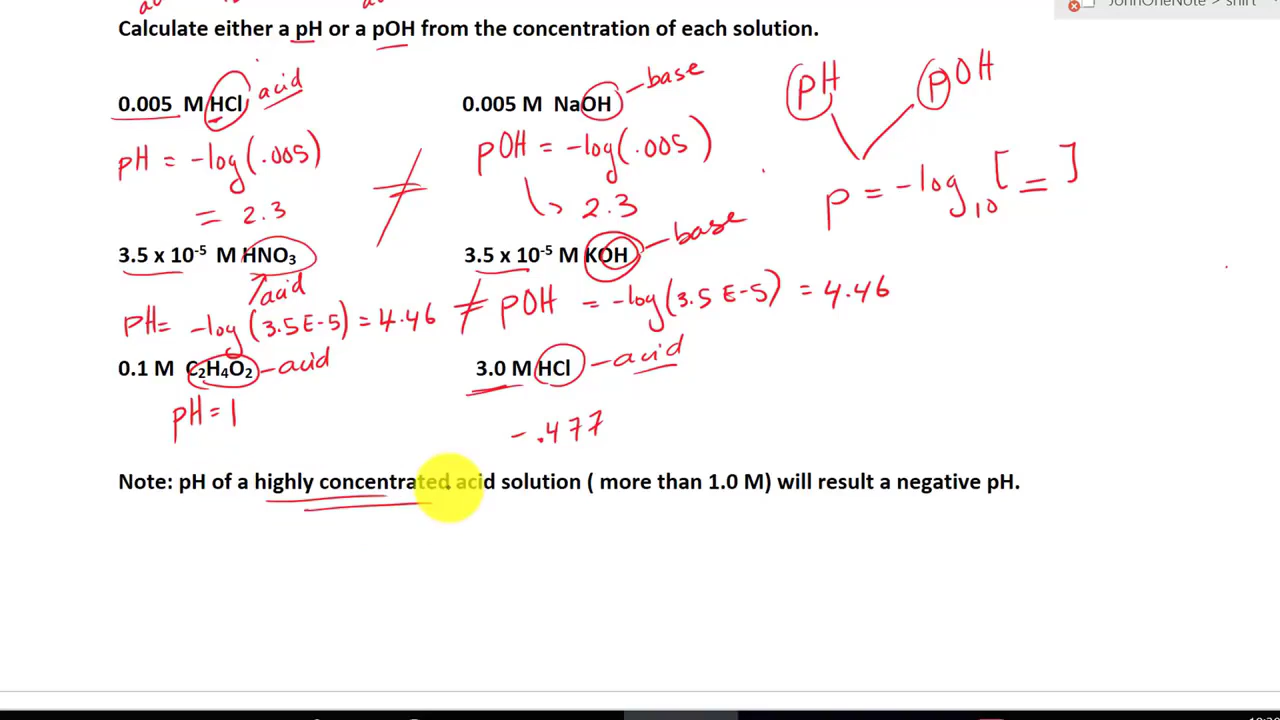 Calculate either a pH or a pOH from the concentration of each solution.
0.005 M HCl acid
0.005 M NaOH base
pH pOH
pH = -log(.005)
= 2.3
≠
pOH = -log(.005)
2.3
p = -log10 [ = ]
3.5 x 10-5 M HNO3
acid
pH= -log(3.5E-5) = 4.46
≠
3.5 x 10-5 M KOH - base
pOH = -log(3.5E-5) = 4.46
0.1 M C2H4O2 - acid
pH = 1
3.0 M HCl - acid
- .477
Note: pH of a highly concentrated acid solution ( more than 1.0 M) will result a negative pH.